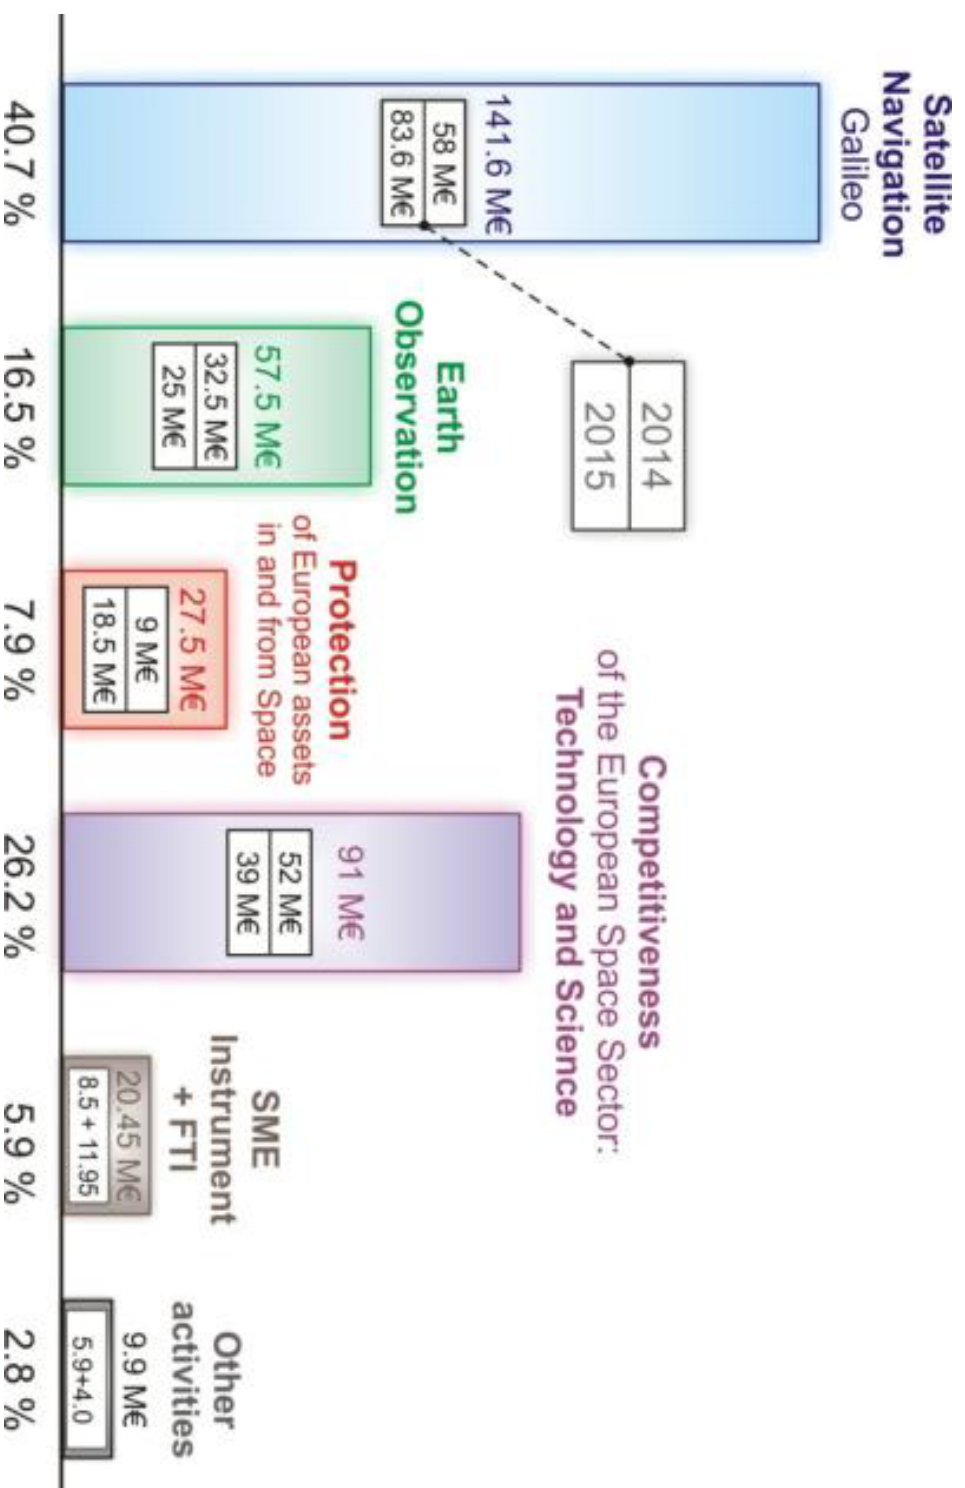 Satellite
Navigation
Galileo
141.6 M€
58 M€
83.6 M€
40.7 %
2014
2015
Earth
Observation
57.5 M€
32.5 M€
25 M€
16.5 %
Protection
of European assets
in and from Space
27.5 M€
9 M€
18.5 M€
7.9 %
Competitiveness
of the European Space Sector:
Technology and Science
91 M€
52 M€
39 M€
26.2 %
SME
Instrument
+ FTI
20.45 M€
8.5 + 11.95
5.9 %
Other
activities
9.9 M€
5.9+4.0
2.8 %